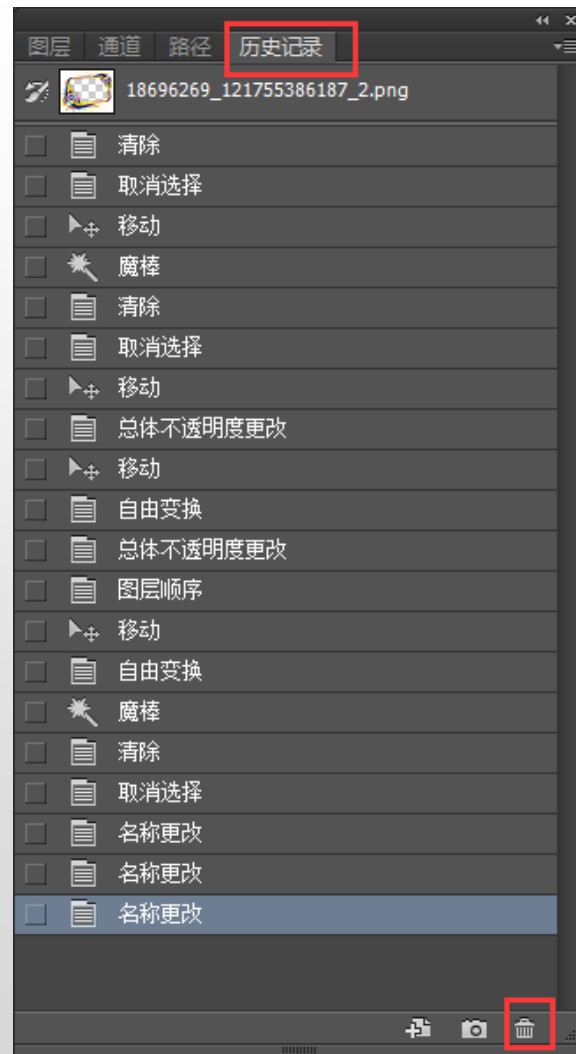 图层 通道 路径 历史记录
18696269_121755386187_2.png
清除
取消选择
移动
魔棒
清除
取消选择
移动
总体不透明度更改
移动
自由变换
总体不透明度更改
图层顺序
移动
自由变换
魔棒
清除
取消选择
名称更改
名称更改
名称更改